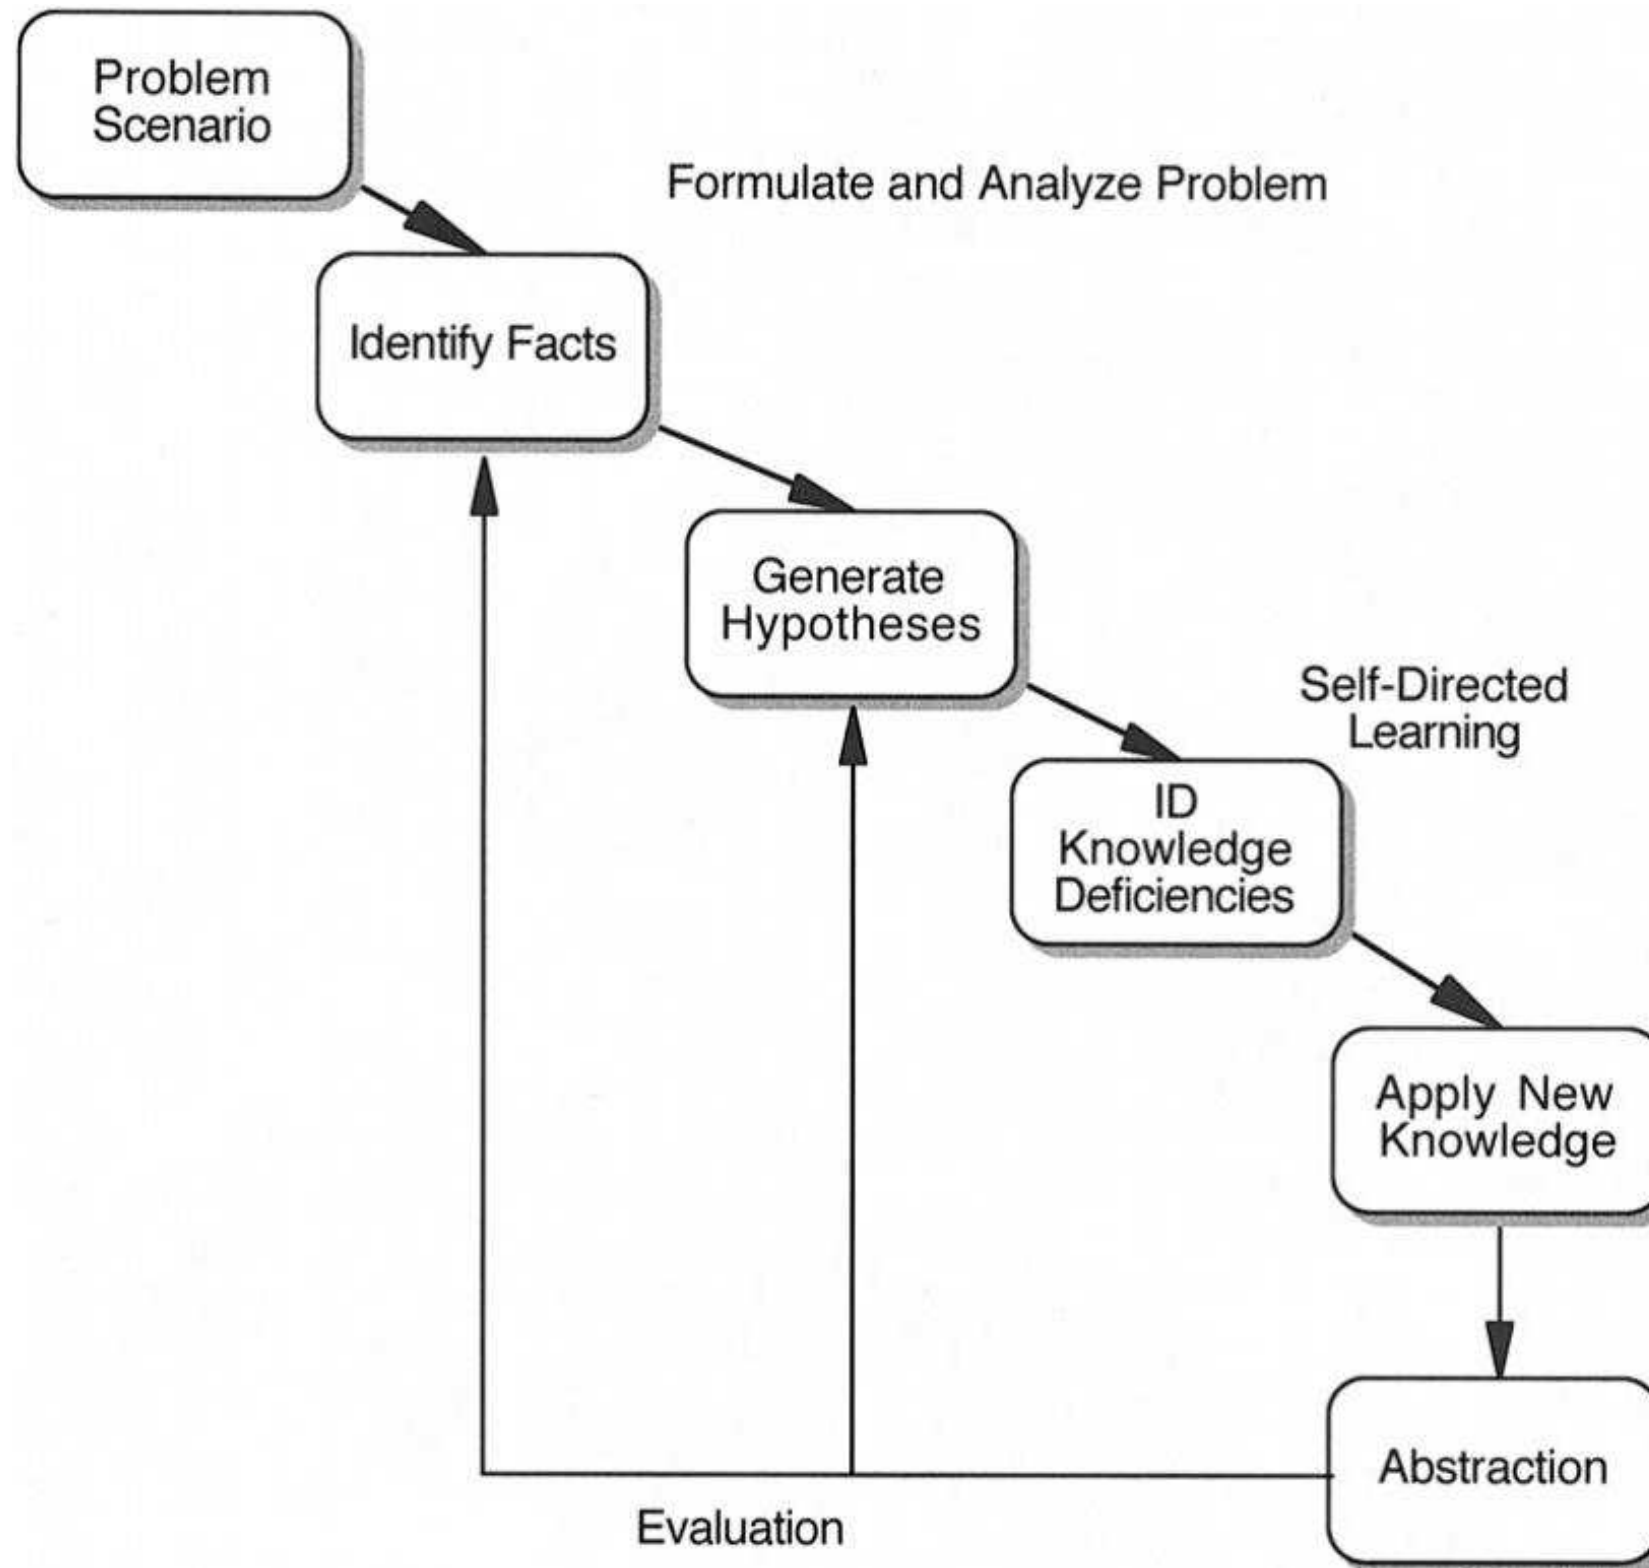 Problem
Scenario
Formulate and Analyze Problem
Identify Facts
Generate
Hypotheses
Self-Directed
Learning
ID
Knowledge
Deficiencies
Apply New
Knowledge
Abstraction
Evaluation